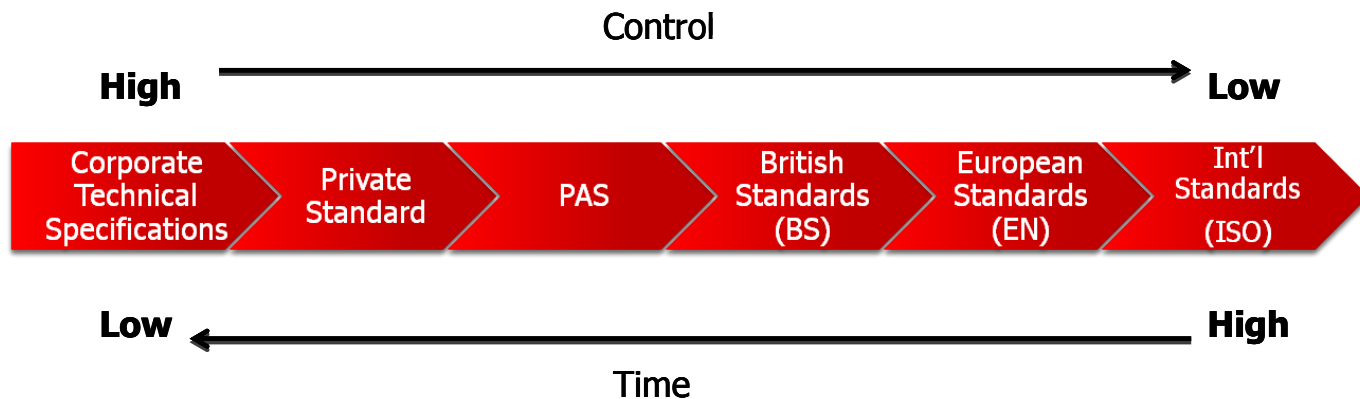 Control
High
Low
Corporate
Technical
Specifications
Private
Standard
PAS
British
Standards
(BS)
European
Standards
(EN)
Int'l
Standards
(ISO)
Low
High
Time